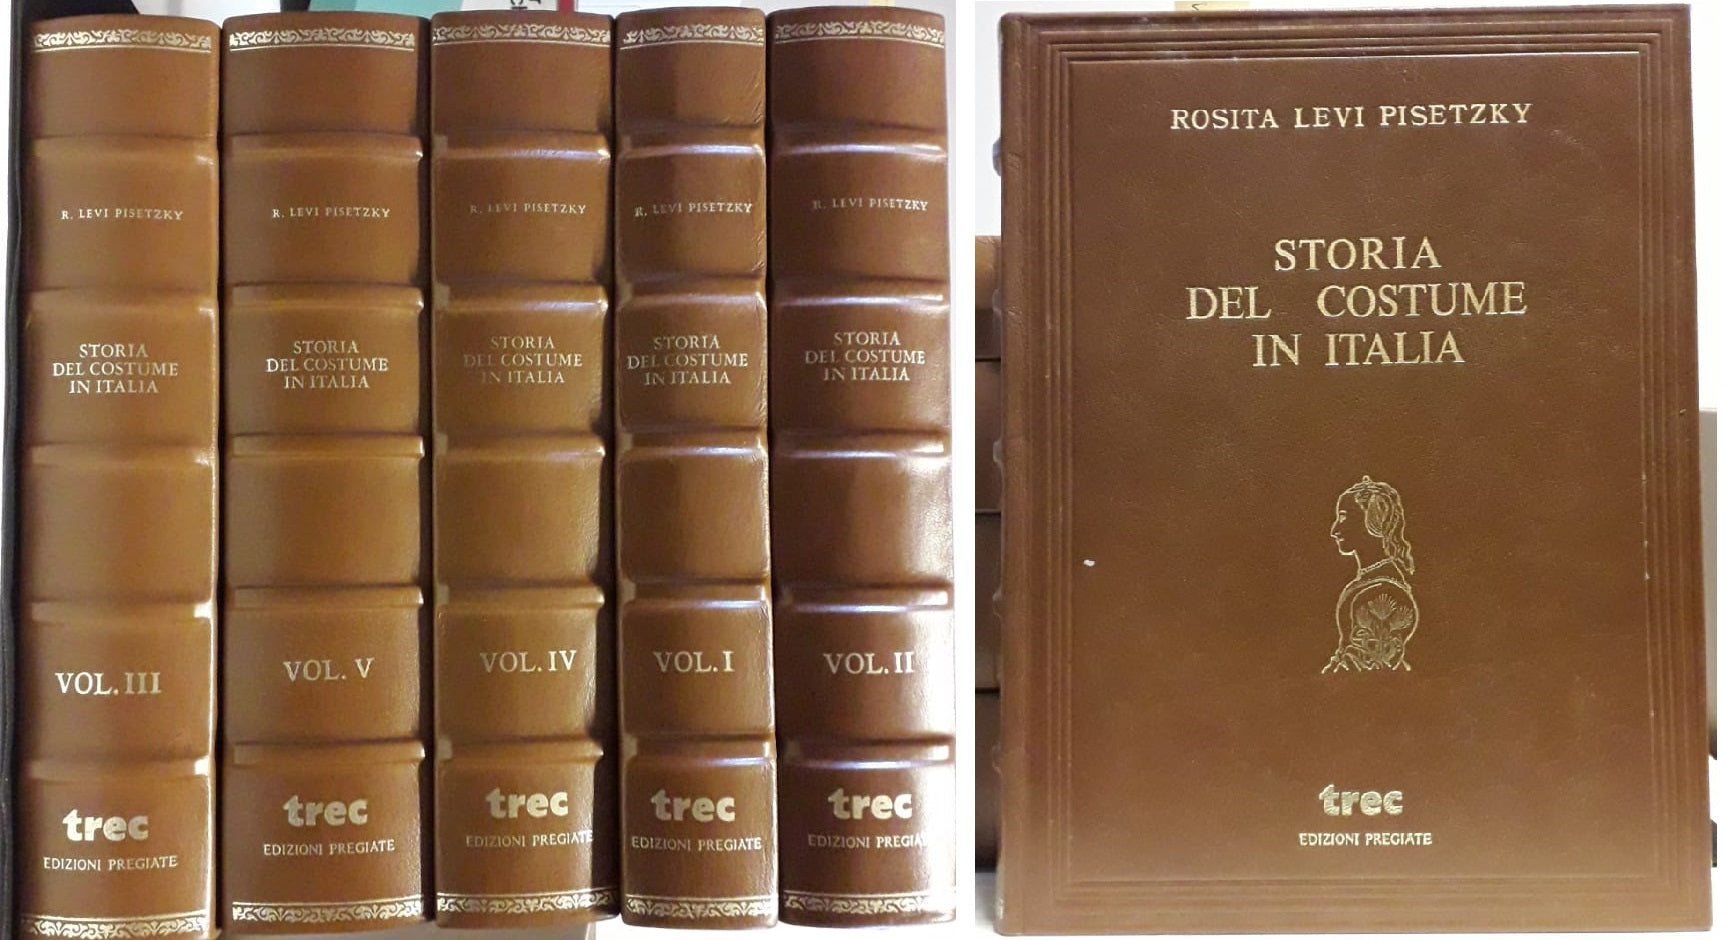 R. LEVI PISETZKY
STORIA
DEL COSTUME
IN ITALIA
VOL. III
trec
EDIZIONI PREGIATE
R. LEVI PISETZKY
STORIA
DEL COSTUME
IN ITALIA
VOL. V
trec
EDIZIONI PREGIATE
R. LEVI PISETZKY
STORIA
DEL COSTUME
IN ITALIA
VOL. IV
trec
EDIZIONI PREGIATE
R. LEVI PISETZKY
STORIA
DEL COSTUME
IN ITALIA
VOL. I
trec
EDIZIONI PREGIATE
R. LEVI PISETZKY
STORIA
DEL COSTUME
IN ITALIA
VOL. II
trec
EDIZIONI PREGIATE
ROSITA LEVI PISETZKY
STORIA
DEL COSTUME
IN ITALIA
trec
EDIZIONI PREGIATE